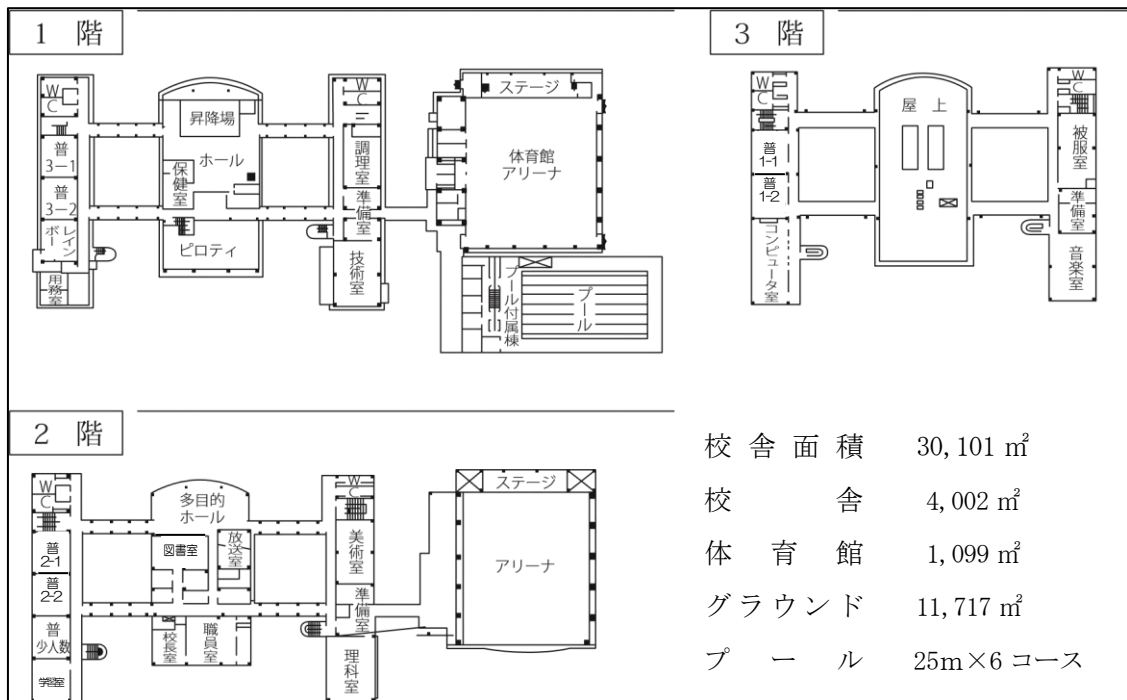 1 階
W
C
普
3-1
普
3-2
レインボー
用務室
昇降場
ホール
保健室
ピロティ
W
C
調理室
準備室
技術室
ステージ
体育館
アリーナ
プール付属棟
プール
3 階
W
C
普
1-1
普
1-2
コンピュータ室
屋 上
W
C
被服室
準備室
音楽室
2 階
W
C
普
2-1
普
2-2
普
少人数
学習室
多目的
ホール
図書室
放送室
校長室
職員室
W
C
美術室
準備室
理科室
ステージ
アリーナ
校舎面積 30,101 ㎡
校舎 4,002 ㎡
体育館 1,099 ㎡
グラウンド 11,717 ㎡
プール 25m×6 コース